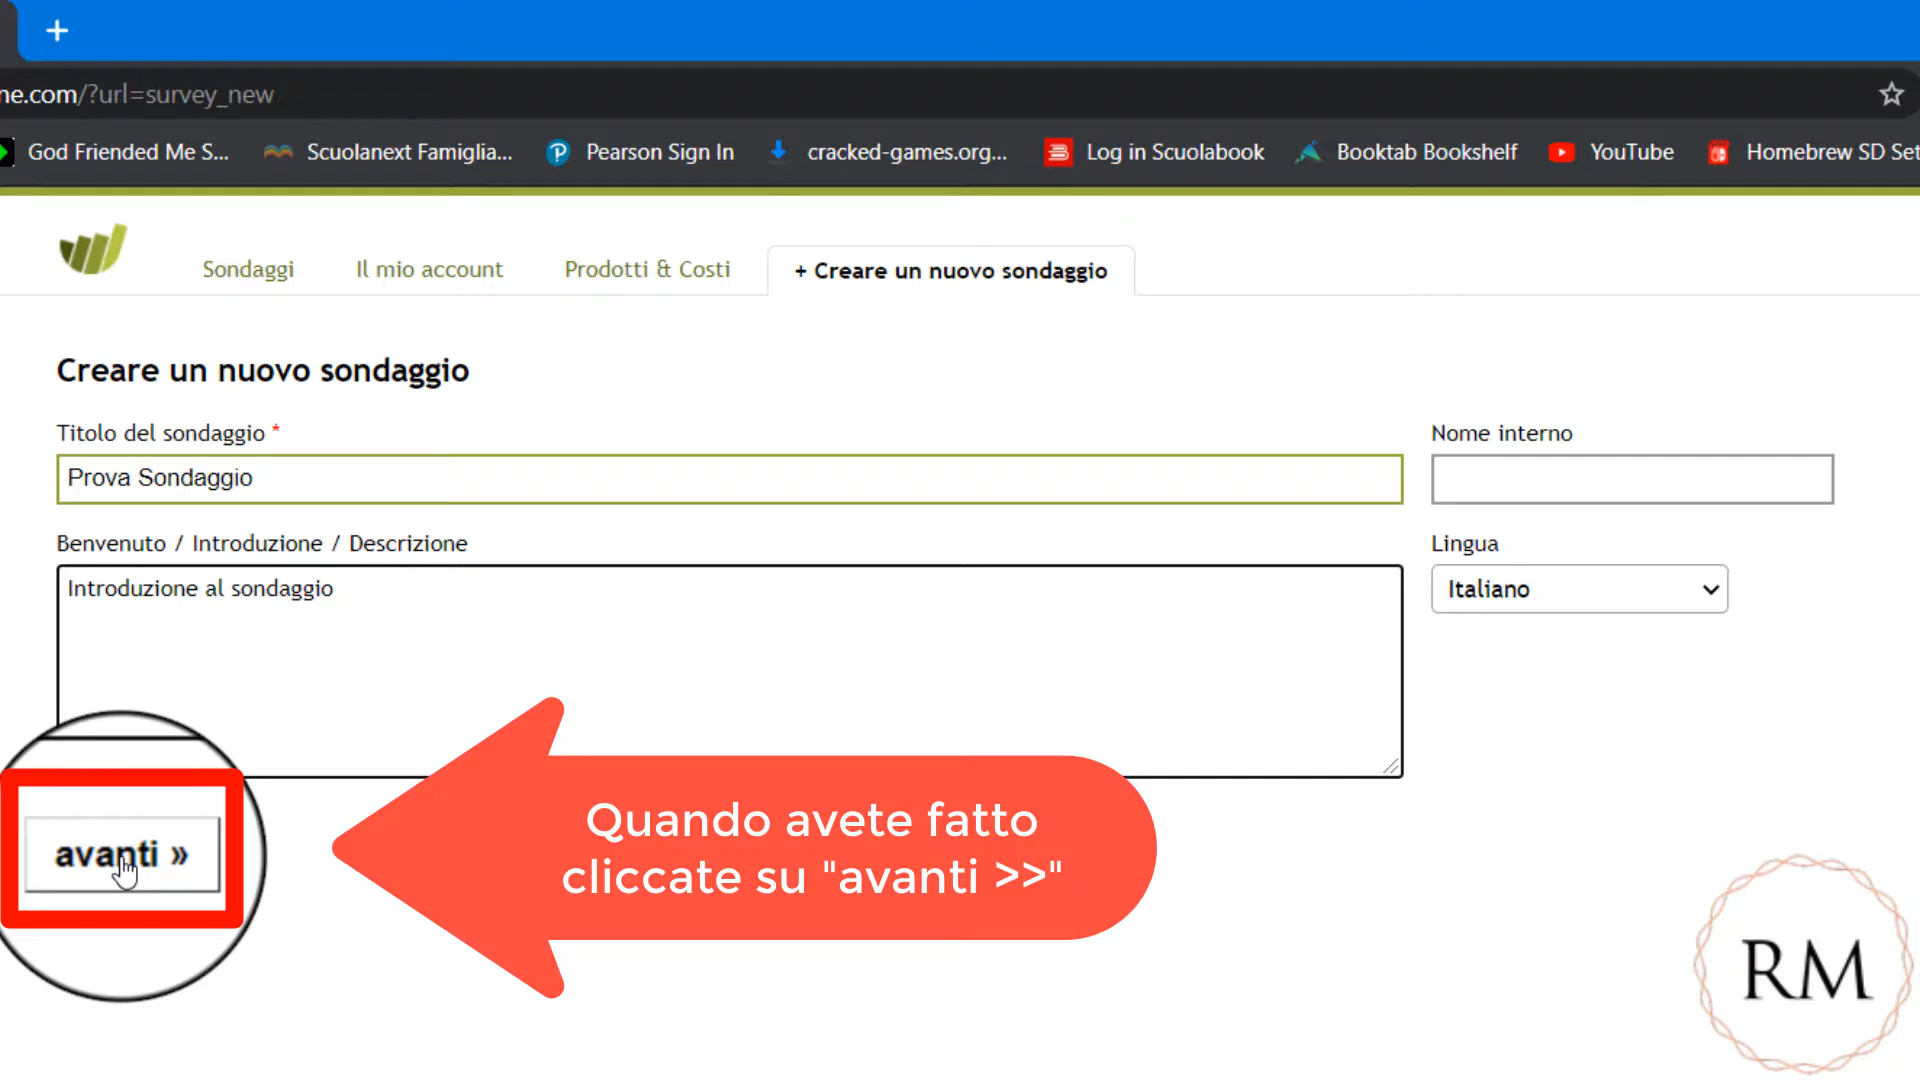 ne.com/?url=survey_new
God Friended Me S...
Scuolanext Famiglia...
Pearson Sign In
cracked-games.org...
Log in Scuolabook
Booktab Bookshelf
YouTube
Homebrew SD Set
Sondaggi
Il mio account
Prodotti & Costi
+ Creare un nuovo sondaggio
Creare un nuovo sondaggio
Titolo del sondaggio *
Nome interno
Prova Sondaggio
Benvenuto / Introduzione / Descrizione
Lingua
Introduzione al sondaggio
Italiano
Quando avete fatto
cliccate su "avanti >>"
avanti »
RM